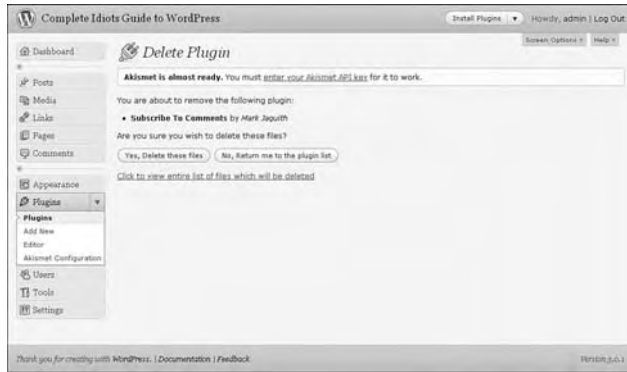 Complete Idiots Guide to WordPress
Install Plugins
Howdy, admin | Log Out
Screen Options
Help
Dashboard
Posts
Media
Links
Pages
Comments
Appearance
Plugins
Plugins
Add New
Editor
Akismet Configuration
Users
Tools
Settings
Delete Plugin
Akismet is almost ready. You must enter your Akismet API key for it to work.
You are about to remove the following plugin:
• Subscribe To Comments by Mark Jaquith
Are you sure you wish to delete these files?
Yes, Delete these files
No, Return me to the plugin list
Click to view entire list of files which will be deleted
Thank you for creating with WordPress. | Documentation | Feedback
Version 3.0.1